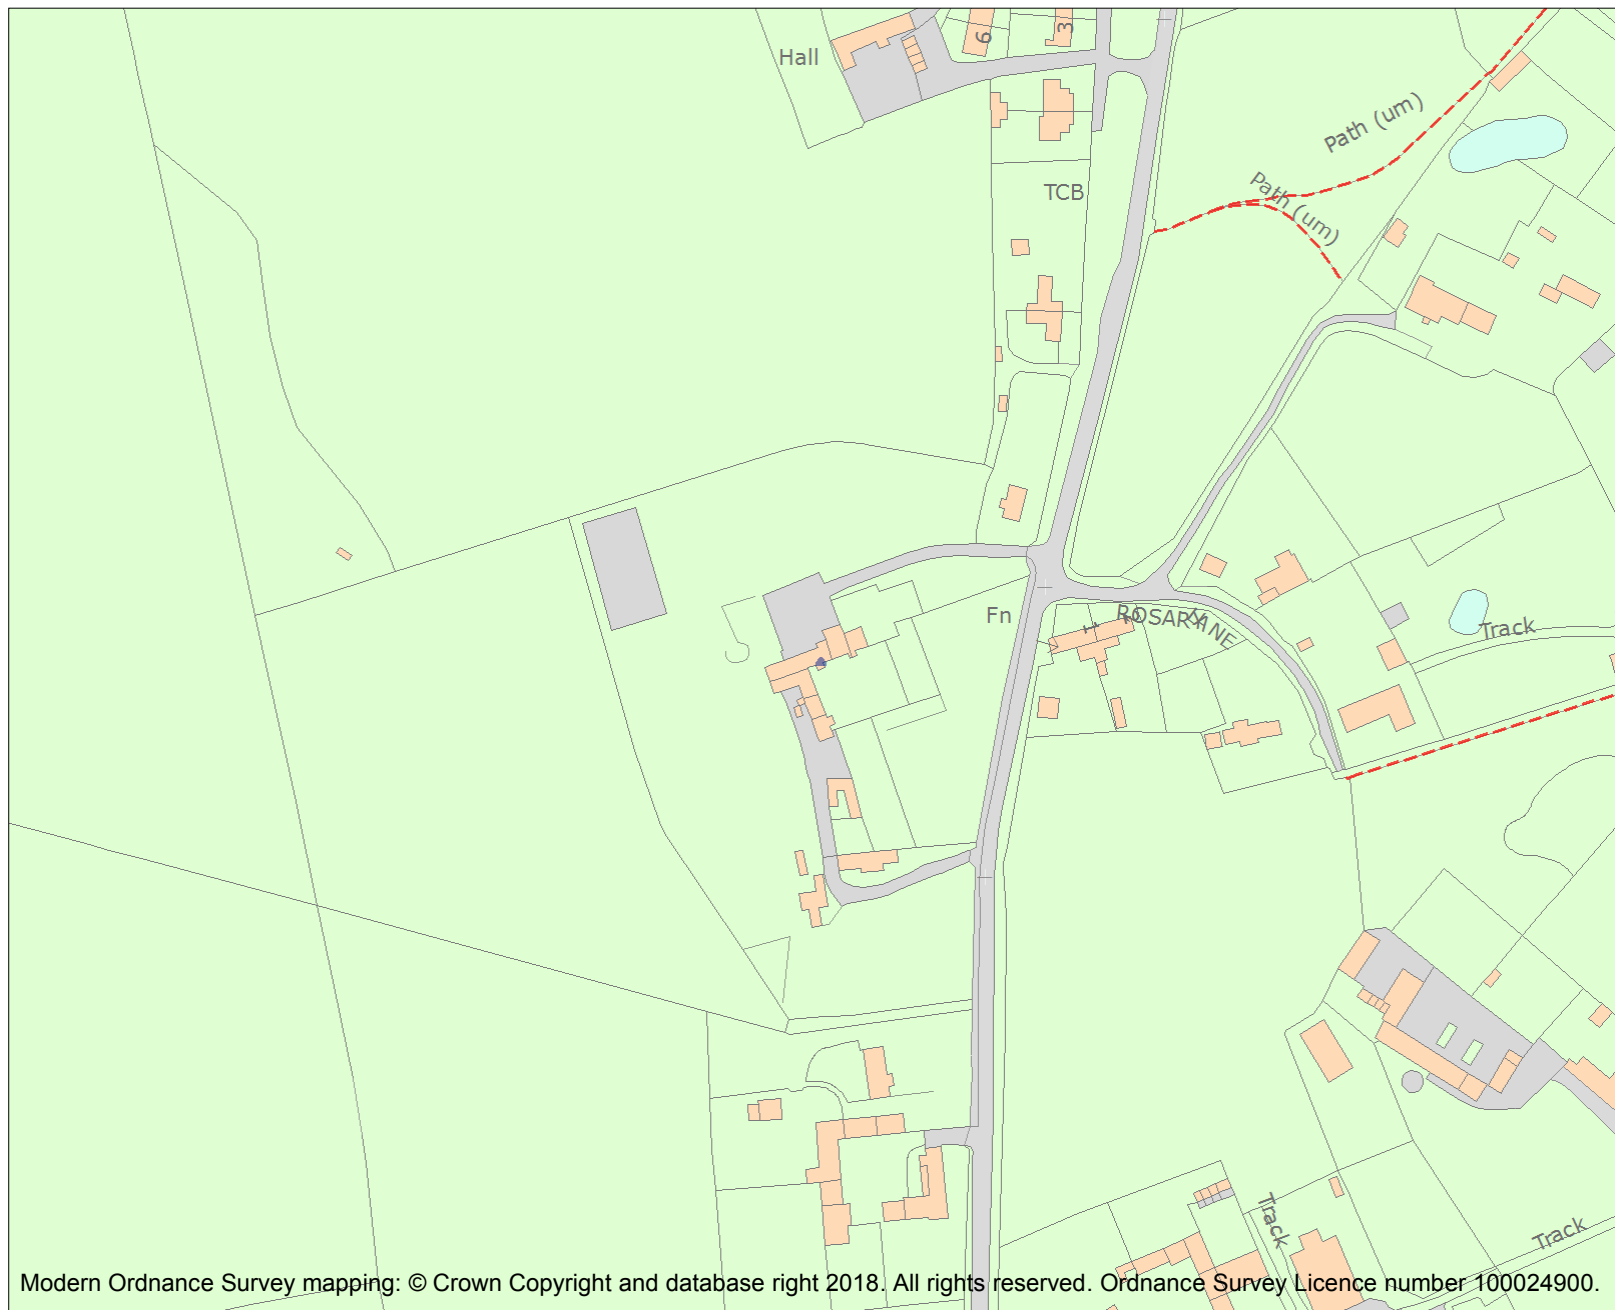 6
3
Hall
Path (um)
Path (um)
TCB
Fn
1
ROSARY
LANE
Track
Track
Track
Modern Ordnance Survey mapping: © Crown Copyright and database right 2018. All rights reserved. Ordnance Survey Licence number 100024900.